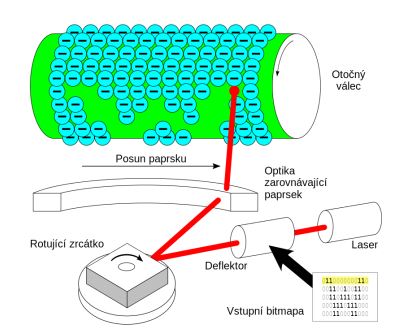 Otočný
válec
Posun paprsku
Optika
zarovnávající
paprsek
Rotující zrcátko
Deflektor
Laser
Vstupní bitmapa